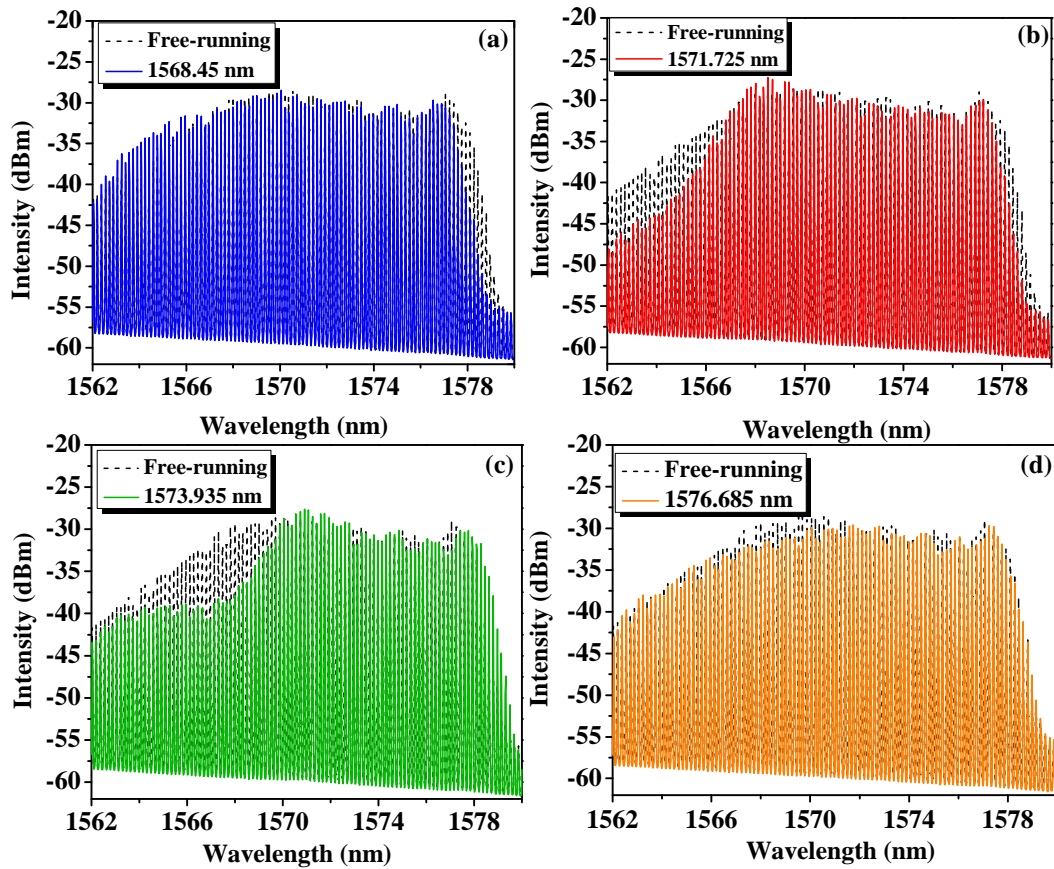 (a)
Free-running
1568.45 nm
-20
-25
-30
-35
-40
-45
-50
-55
-60
Intensity (dBm)
1562 1566 1570 1574 1578
Wavelength (nm)
(b)
Free-running
1571.725 nm
-20
-25
-30
-35
-40
-45
-50
-55
-60
Intensity (dBm)
1562 1566 1570 1574 1578
Wavelength (nm)
(c)
Free-running
1573.935 nm
-20
-25
-30
-35
-40
-45
-50
-55
-60
Intensity (dBm)
1562 1566 1570 1574 1578
Wavelength (nm)
(d)
Free-running
1576.685 nm
-20
-25
-30
-35
-40
-45
-50
-55
-60
Intensity (dBm)
1562 1566 1570 1574 1578
Wavelength (nm)